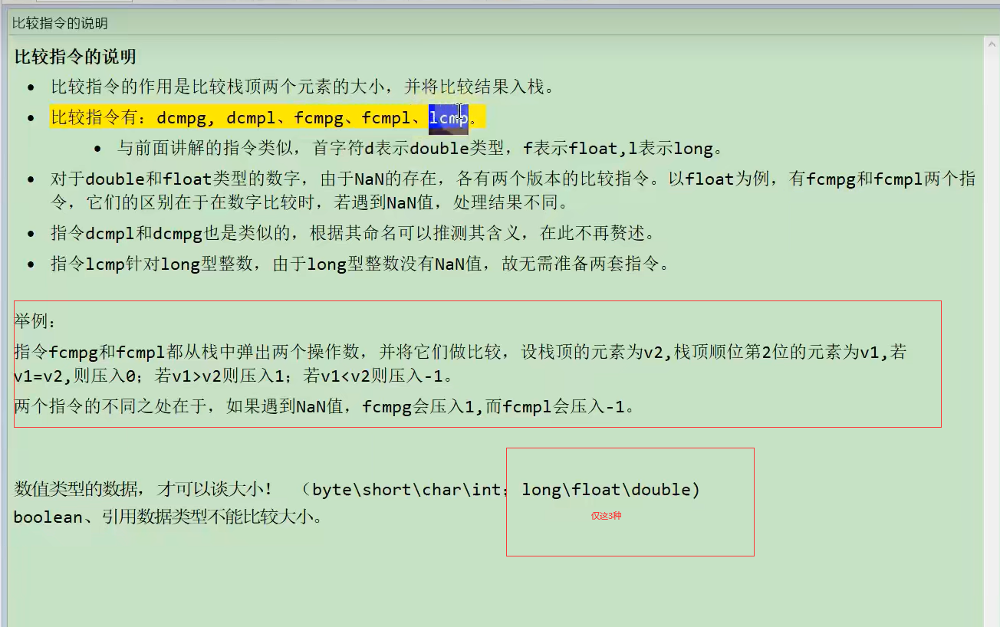 比较指令的说明
比较指令的说明
• 比较指令的作用是比较栈顶两个元素的大小，并将比较结果入栈。
• 比较指令有：dcmpg, dcmpl、fcmpg、fcmpl、lcmp。
• 与前面讲解的指令类似，首字符d表示double类型，f表示float,l表示long。
• 对于double和float类型的数字，由于NaN的存在，各有两个版本的比较指令。以float为例，有fcmpg和fcmpl两个指
令，它们的区别在于在数字比较时，若遇到NaN值，处理结果不同。
• 指令dcmpl和dcmpg也是类似的，根据其命名可以推测其含义，在此不再赘述。
• 指令lcmp针对long型整数，由于long型整数没有NaN值，故无需准备两套指令。
举例：
指令fcmpg和fcmpl都从栈中弹出两个操作数，并将它们做比较，设栈顶的元素为v2,栈顶顺位第2位的元素为v1,若
v1=v2,则压入0；若v1>v2则压入1；若v1<v2则压入-1。
两个指令的不同之处在于，如果遇到NaN值，fcmpg会压入1,而fcmpl会压入-1。
数值类型的数据，才可以谈大小！ （byte\short\char\int；long\float\double)
boolean、引用数据类型不能比较大小。
仅这3种